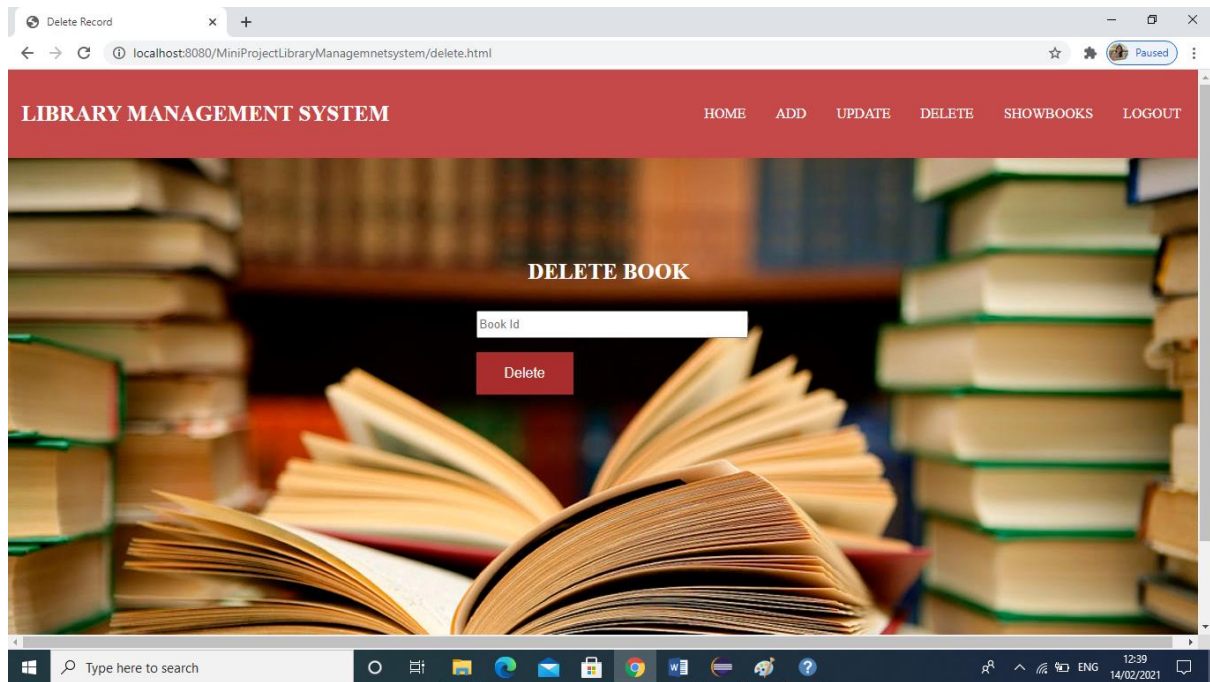 Delete Record
localhost:8080/MiniProjectLibraryManagemnetsystem/delete.html
Paused
LIBRARY MANAGEMENT SYSTEM
HOME ADD UPDATE DELETE SHOWBOOKS LOGOUT
DELETE BOOK
Book Id
Delete
Type here to search
ENG
12:39
14/02/2021